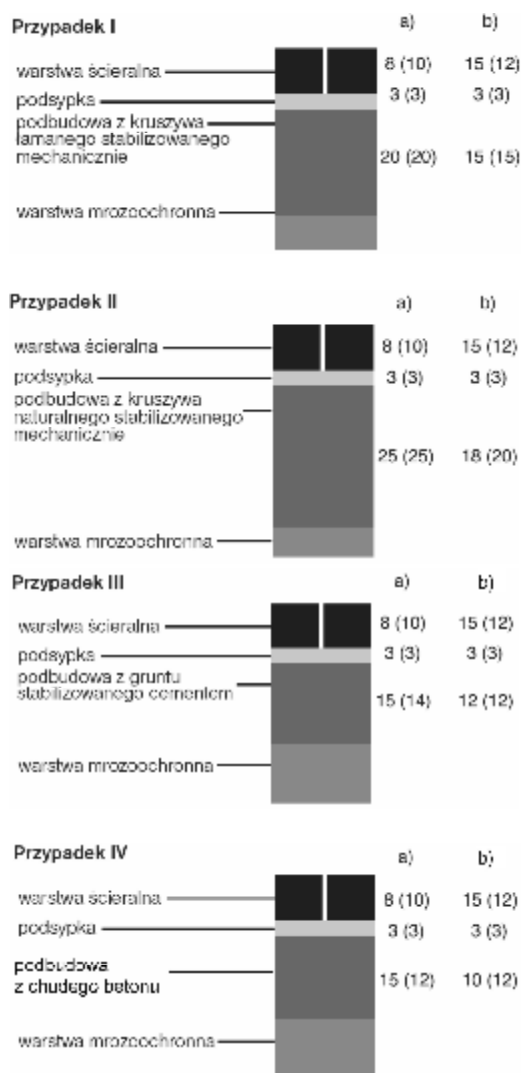 Przypadek I a) b)
warstwa ścieralna 8 (10) 15 (12)
podsypka 3 (3) 3 (3)
podbudowa z kruszywa
łamanego stabilizowanego
mechanicznie 20 (20) 15 (15)
warstwa mrozoochronna
Przypadek II a) b)
warstwa ścieralna 8 (10) 15 (12)
podsypka 3 (3) 3 (3)
podbudowa z kruszywa
naturalnego stabilizowanego
mechanicznie
25 (25) 18 (20)
warstwa mrozoochronna
Przypadek III a) b)
warstwa ścieralna 8 (10) 15 (12)
podsypka 3 (3) 3 (3)
podbudowa z gruntu
stabilizowanego cementem
15 (14) 12 (12)
warstwa mrozoochronna
Przypadek IV a) b)
warstwa ścieralna 8 (10) 15 (12)
podsypka 3 (3) 3 (3)
podbudowa
z chudego betonu 15 (12) 10 (12)
warstwa mrozoochronna